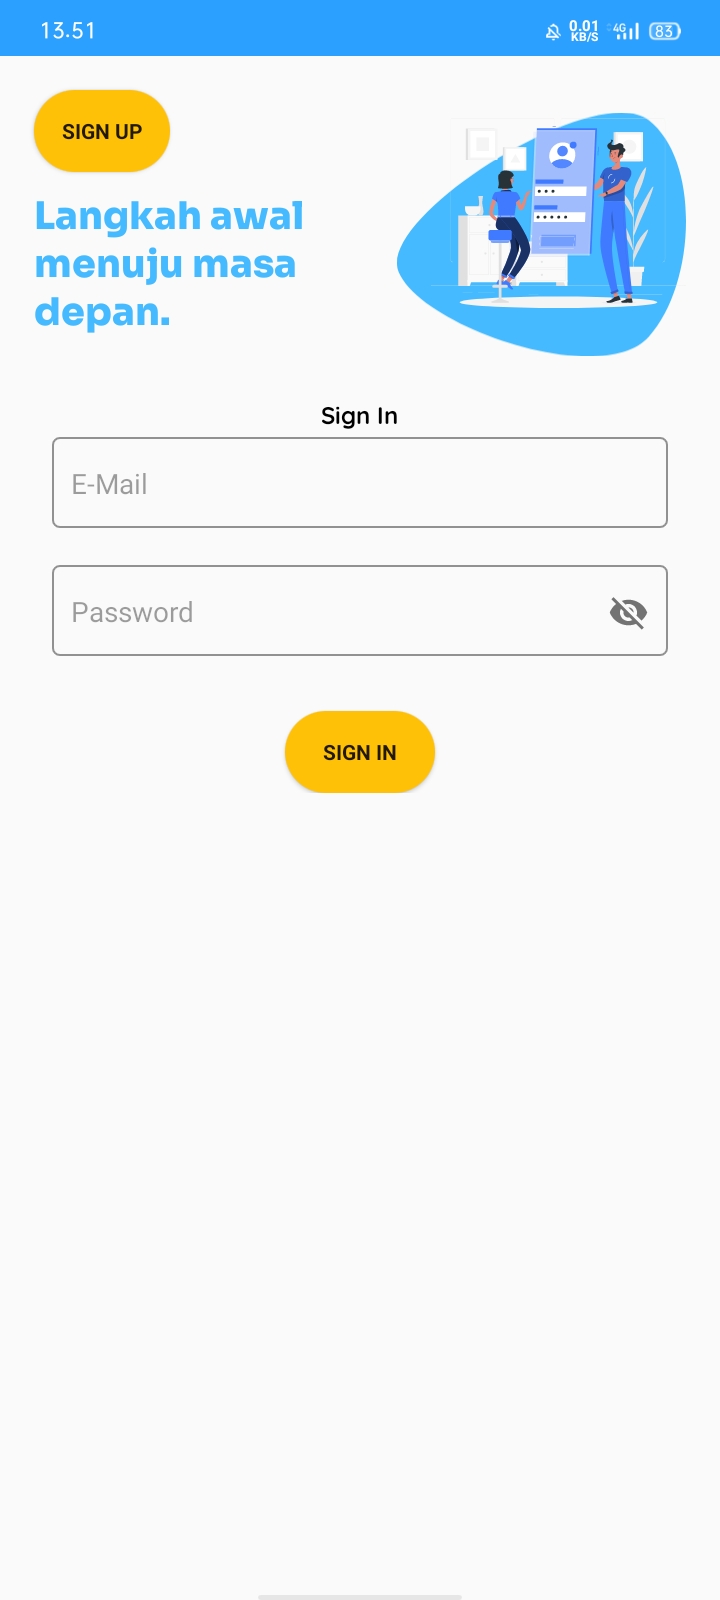 13.51
0.01
KB/S
4G
83
SIGN UP
Langkah awal
menuju masa
depan.
Sign In
E-Mail
Password
SIGN IN